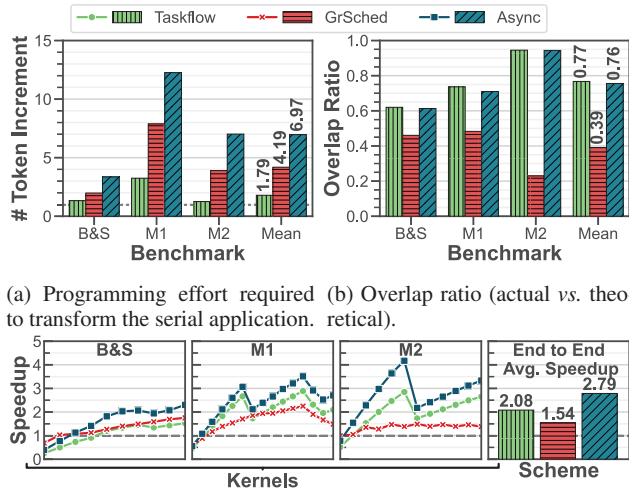 Taskflow GrSched Async
# Token Increment
15
10
5
0
1.79
4.19
6.97
B&S M1 M2 Mean
Benchmark
Overlap Ratio
1.0
0.8
0.6
0.4
0.2
0.0
0.77
0.39
0.76
B&S M1 M2 Mean
Benchmark
(a) Programming effort required
to transform the serial application.
(b) Overlap ratio (actual vs. theo
retical).
Speedup
5
4
3
2
1
0
B&S
M1
M2
Kernels
End to End
Avg. Speedup
2.08
1.54
2.79
Scheme